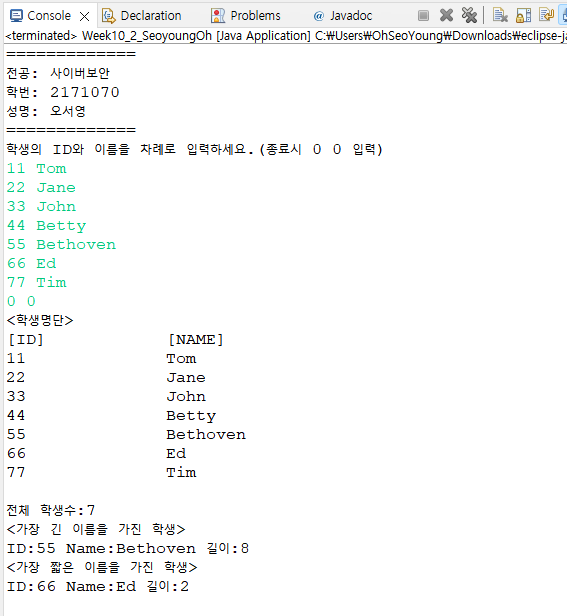 Console Declaration Problems @ Javadoc
<terminated> Week10_2_SeoyoungOh [Java Application] C:₩Users₩OhSeoYoung₩Downloads₩eclipse-ja
=============
전공: 사이버보안
학번: 2171070
성명: 오서영
=============
학생의 ID와 이름을 차례로 입력하세요.(종료시 0 0 입력)
11 Tom
22 Jane
33 John
44 Betty
55 Bethoven
66 Ed
77 Tim
0 0
<학생명단>
[ID] [NAME]
11 Tom
22 Jane
33 John
44 Betty
55 Bethoven
66 Ed
77 Tim
전체 학생수:7
<가장 긴 이름을 가진 학생>
ID:55 Name:Bethoven 길이:8
<가장 짧은 이름을 가진 학생>
ID:66 Name:Ed 길이:2